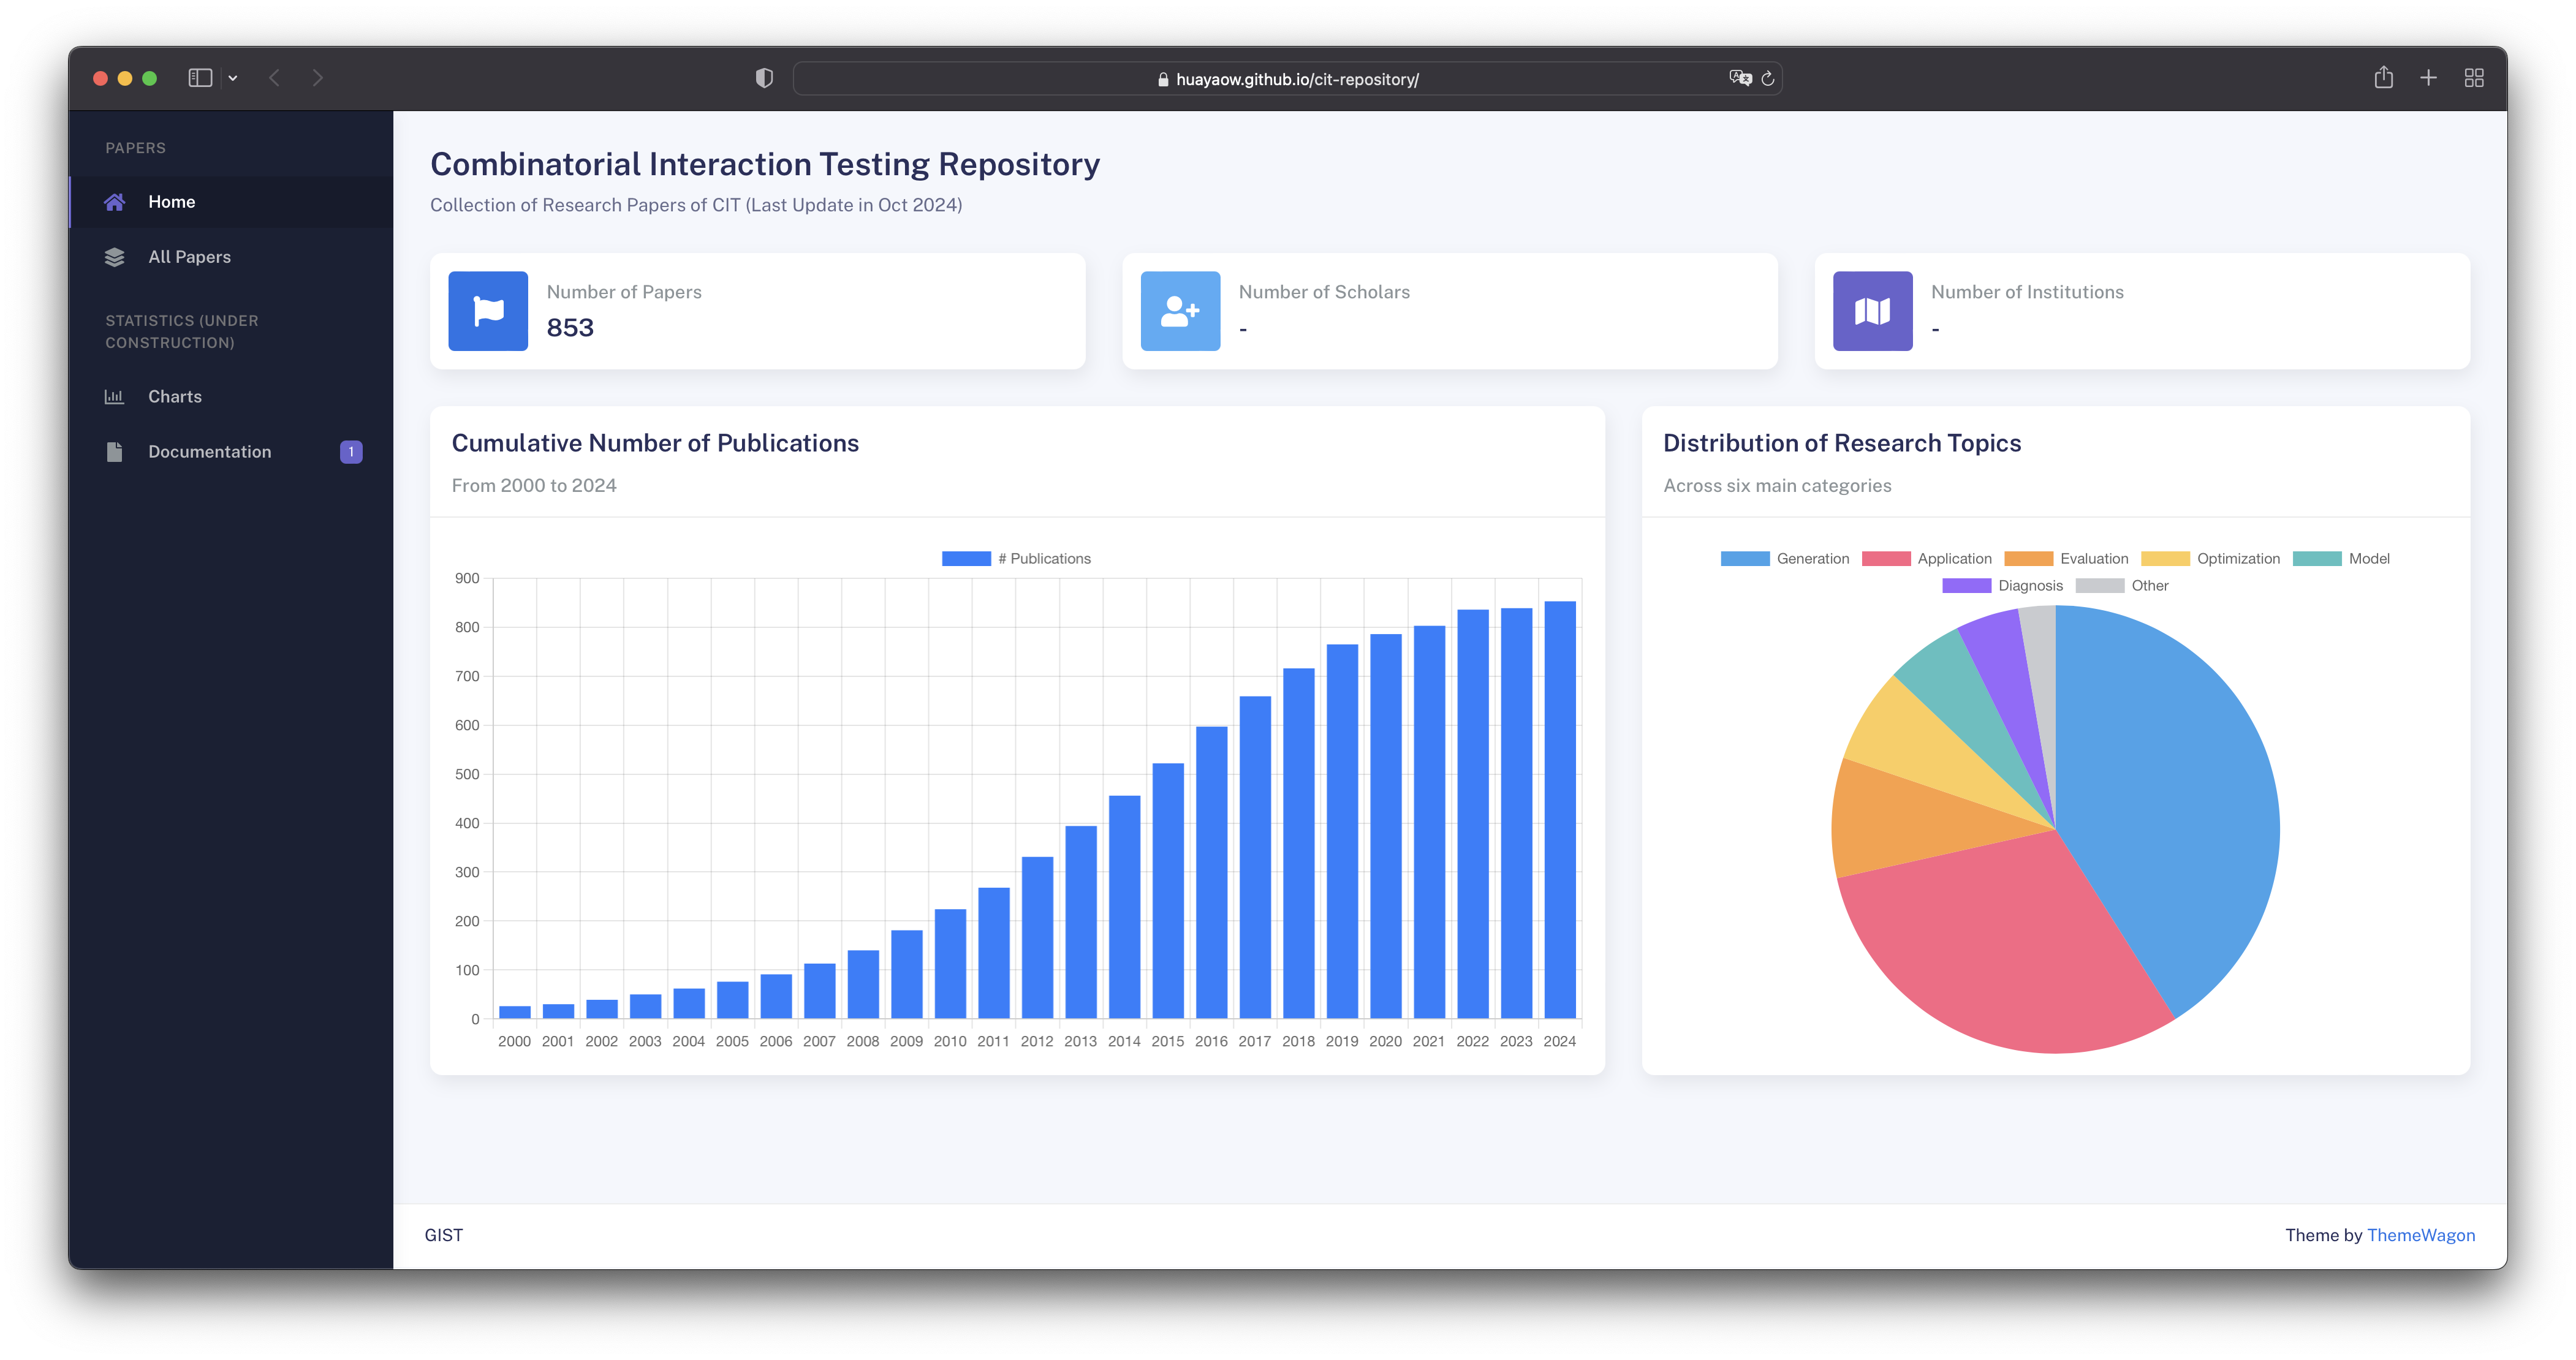 huayaow.github.io/cit-repository/
PAPERS
Home
All Papers
STATISTICS (UNDER
CONSTRUCTION)
Charts
Documentation 1
Combinatorial Interaction Testing Repository
Collection of Research Papers of CIT (Last Update in Oct 2024)
Number of Papers
853
Number of Scholars
-
Number of Institutions
-
Cumulative Number of Publications
From 2000 to 2024
# Publications
900
800
700
600
500
400
300
200
100
0
2000 2001 2002 2003 2004 2005 2006 2007 2008 2009 2010 2011 2012 2013 2014 2015 2016 2017 2018 2019 2020 2021 2022 2023 2024
Distribution of Research Topics
Across six main categories
Generation Application Evaluation Optimization Model
Diagnosis Other
GIST
Theme by ThemeWagon